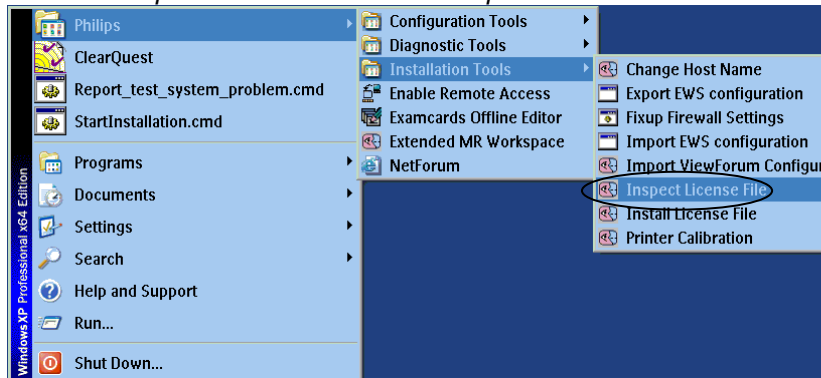 Philips
ClearQuest
Report_test_system_problem.cmd
StartInstallation.cmd
Programs
Documents
Settings
Search
Help and Support
Run...
Shut Down...
WindowsXP Professional x64 Edition
Configuration Tools
Diagnostic Tools
Installation Tools
Enable Remote Access
Examcards Offline Editor
Extended MR Workspace
NetForum
Change Host Name
Export EWS configuration
Fixup Firewall Settings
Import EWS configuration
Import ViewForum Configur
Inspect License File
Install License File
Printer Calibration